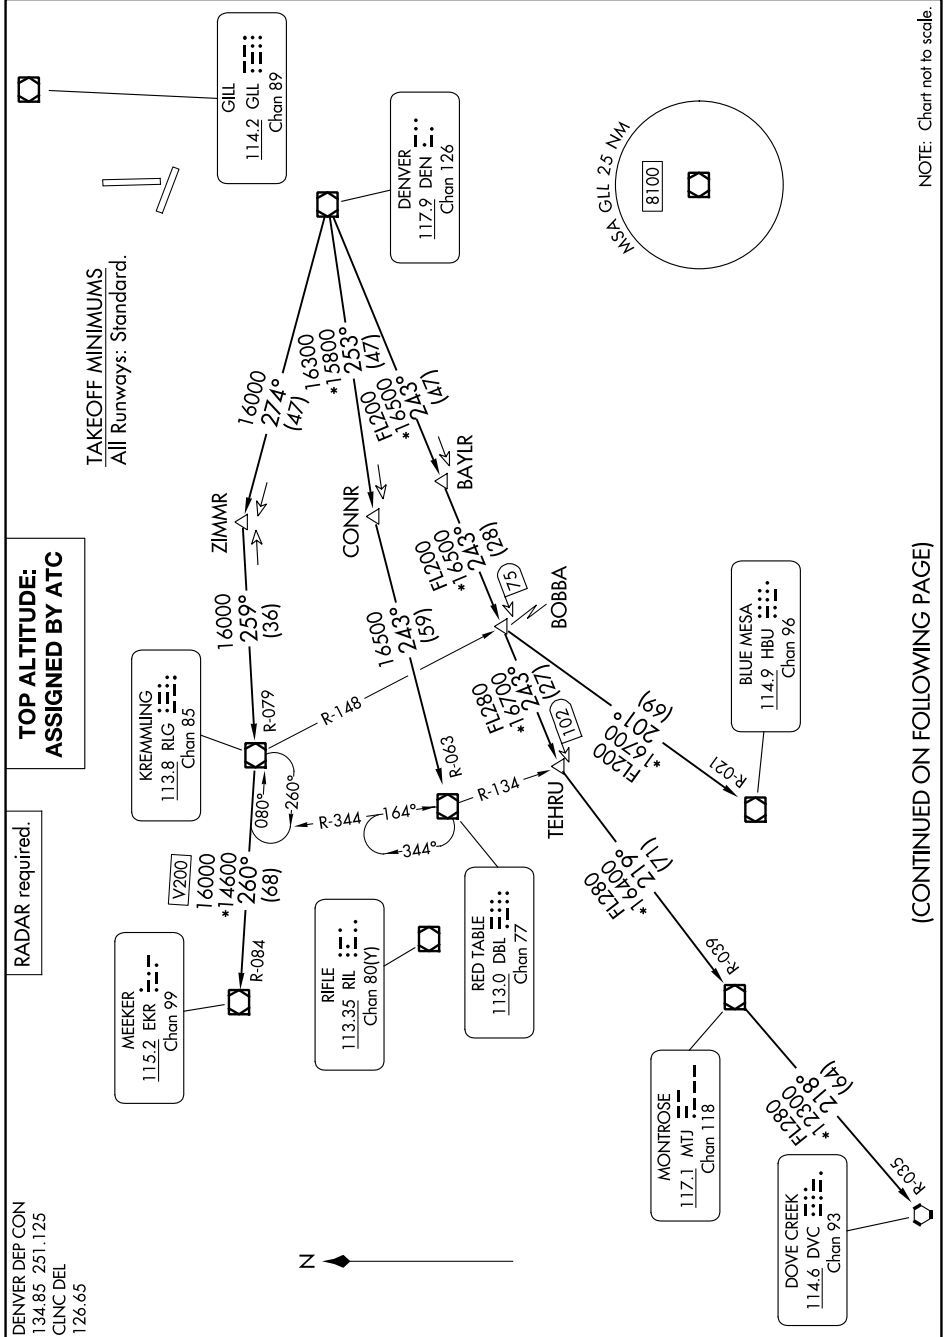 DENVER DEP CON
134.85 251.125
CLNC DEL
126.65
RADAR required.
TOP ALTITUDE:
ASSIGNED BY ATC
TAKEOFF MINIMUMS
All Runways: Standard.
GILL
114.2 GLL
Chan 89
MEEKER
115.2 EKR
Chan 99
R-084
V200
16000
*14600
260°
(68)
KREMMLING
113.8 RLG
Chan 85
080°
260°
R-079
16000
259°
(36)
ZIMMR
16000
274°
(47)
DENVER
117.9 DEN
Chan 126
RIFLE
113.35 RIL
Chan 80(Y)
R-344
164°
344°
R-148
R-063
16500
243°
(59)
CONNR
16300
*15800
253°
(47)
RED TABLE
113.0 DBL
Chan 77
R-134
FL200
*16500
243°
(47)
BAYLR
FL200
*16500
243°
(28)
75
BOBBA
FL280
*16700
243°
(27)
102
TEHRU
FL200
*16700
201°
(69)
R-021
BLUE MESA
114.9 HBU
Chan 96
FL280
*16400
219°
(71)
R-039
MONTROSE
117.1 MTJ
Chan 118
FL280
*12300
218°
(64)
R-035
DOVE CREEK
114.6 DVC
Chan 93
N
MSA GLL 25 NM
8100
(CONTINUED ON FOLLOWING PAGE)
NOTE: Chart not to scale.